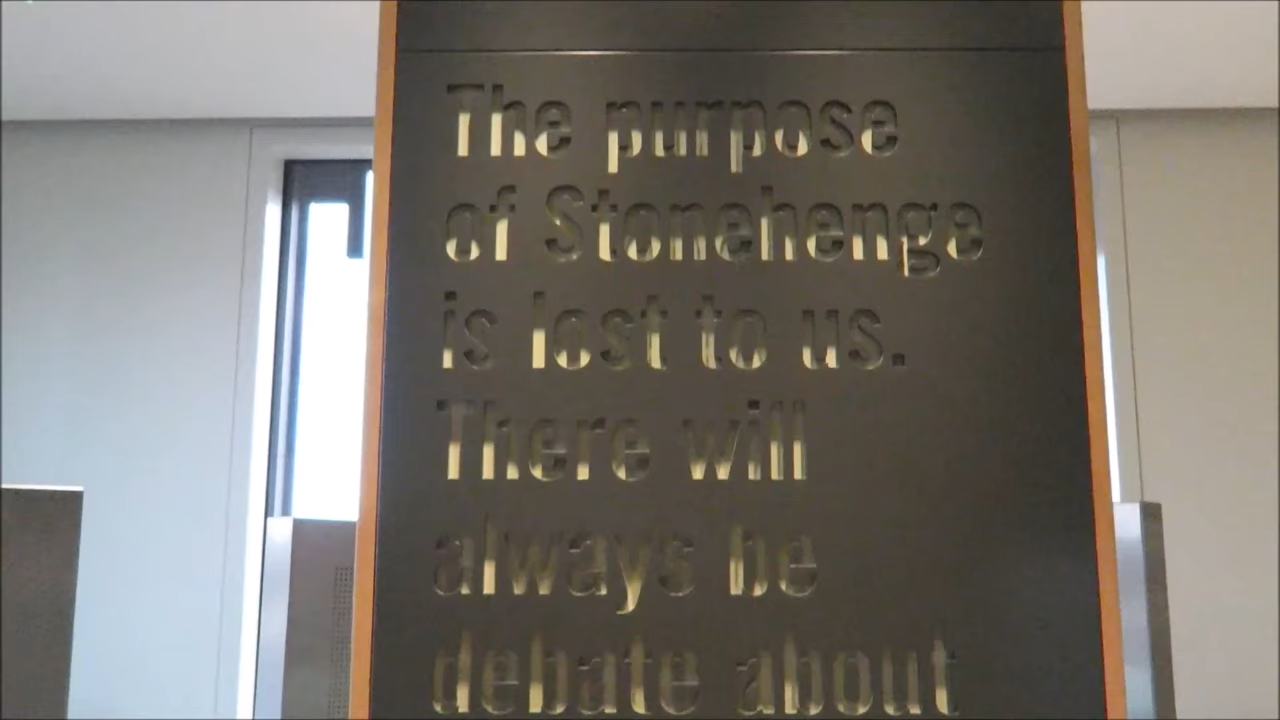 The purpose
of Stonehenge
is lost to us.
There will
always be
debate about